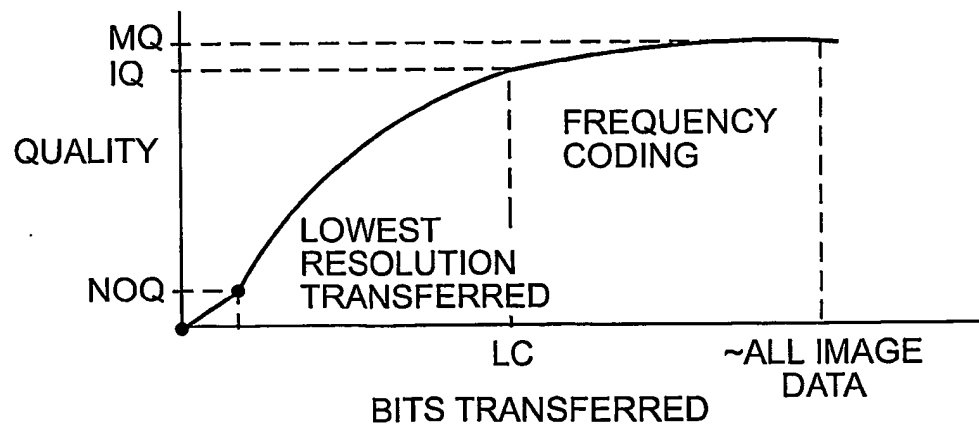 MQ
IQ
QUALITY
FREQUENCY
CODING
LOWEST
RESOLUTION
TRANSFERRED
NOQ
LC
~ALL IMAGE
DATA
BITS TRANSFERRED